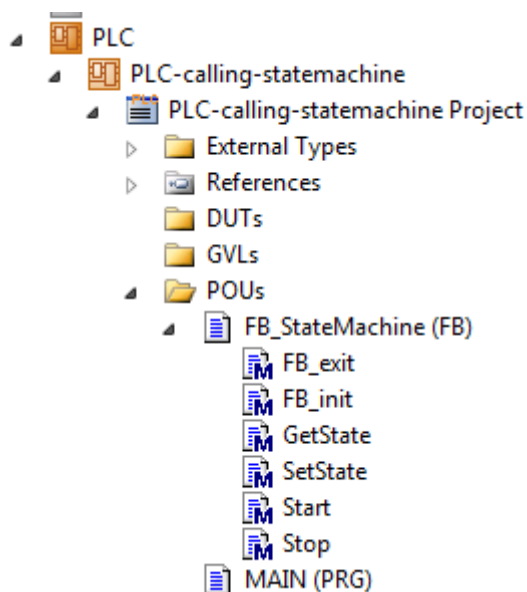 PLC
PLC-calling-statemachine
PLC-calling-statemachine Project
External Types
References
DUTs
GVLs
POUs
FB_StateMachine (FB)
FB_exit
FB_init
GetState
SetState
Start
Stop
MAIN (PRG)